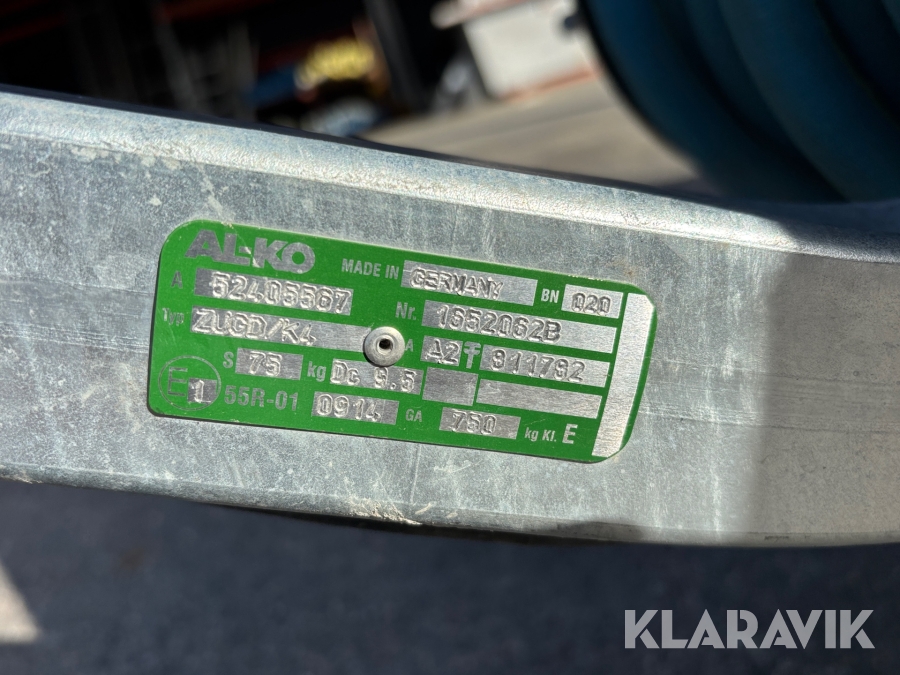 AL-KO MADE IN GERMANY BN 020
A 52405567 Nr. 1652062B
Typ ZUGD/K4 A A2 311782
S 75 kg Dc 9.5
E1 55R-01 0914 GA 750 kg Kl. E
KLARAVIK